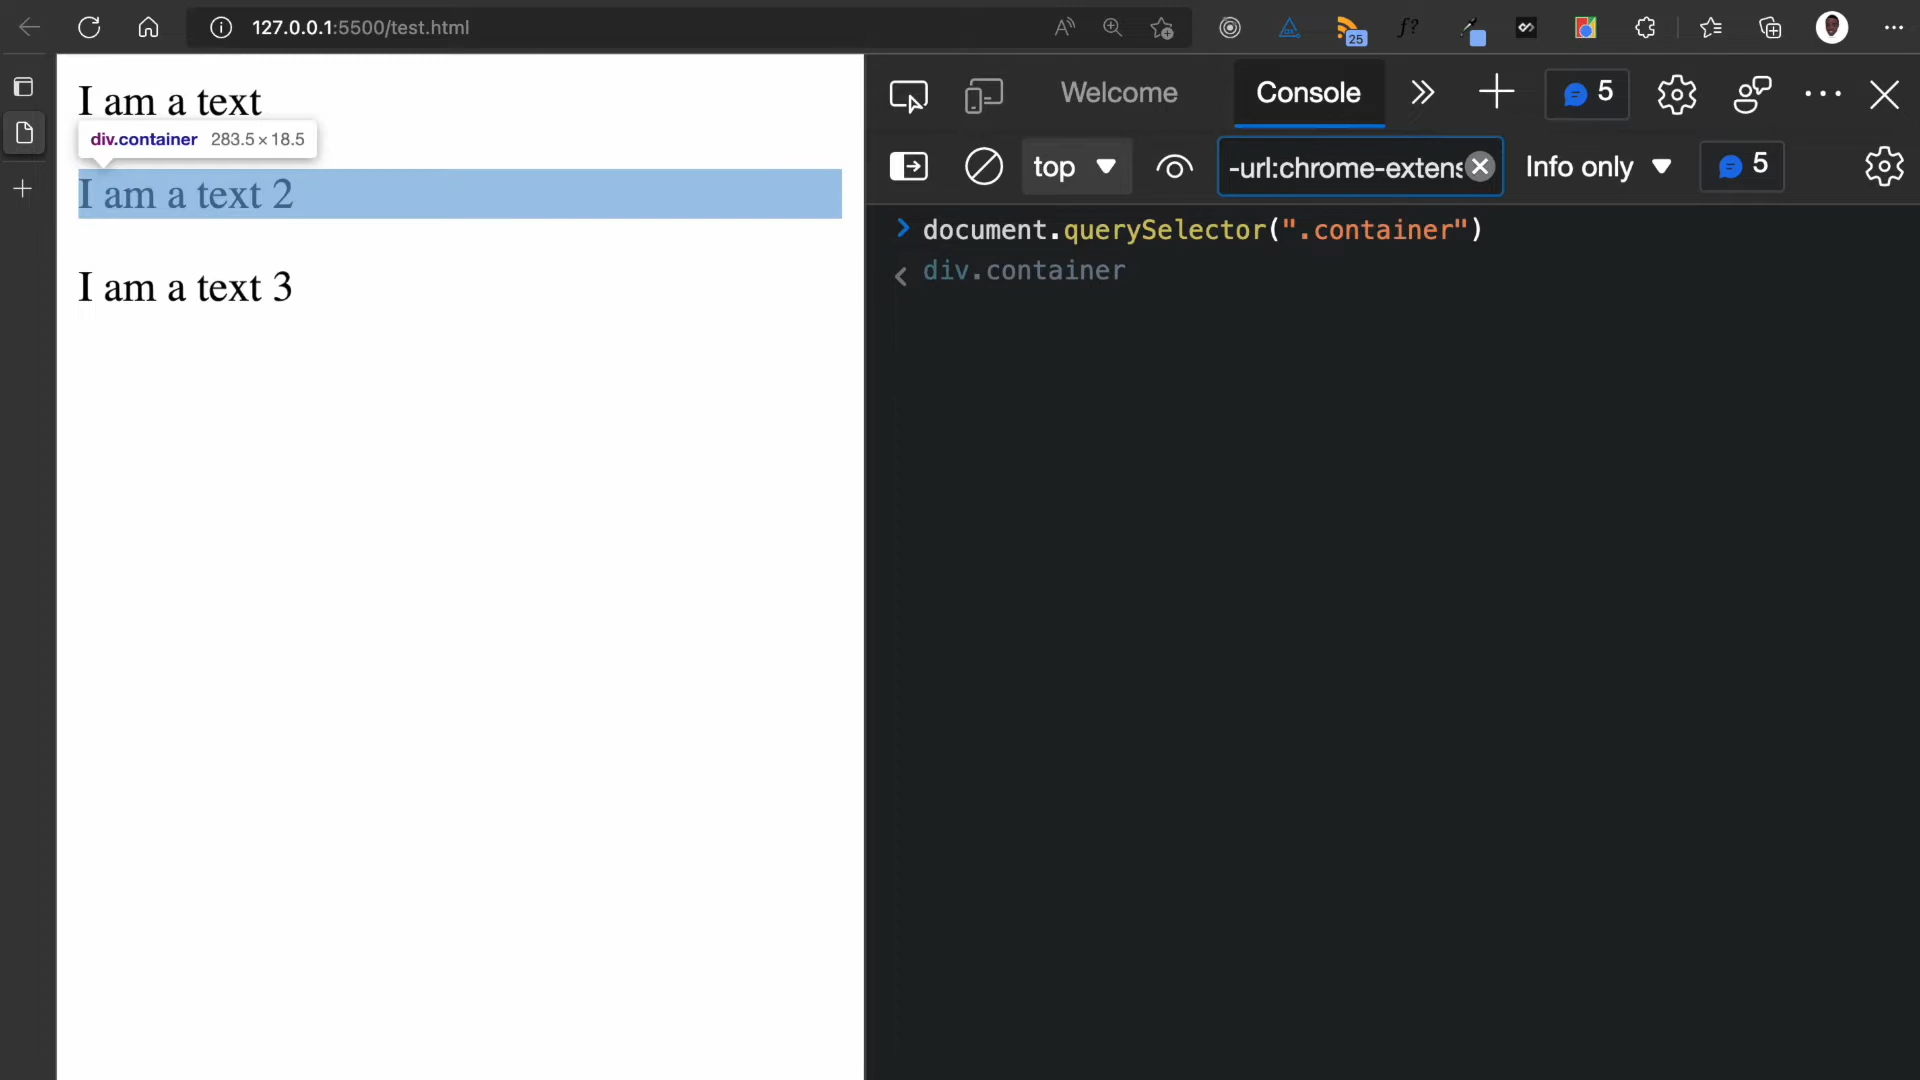 127.0.0.1:5500/test.html
25
I am a text
div.container 283.5 × 18.5
I am a text 2
I am a text 3
Welcome
Console
5
top
-url:chrome-extens
Info only
5
document.querySelector(".container")
div.container